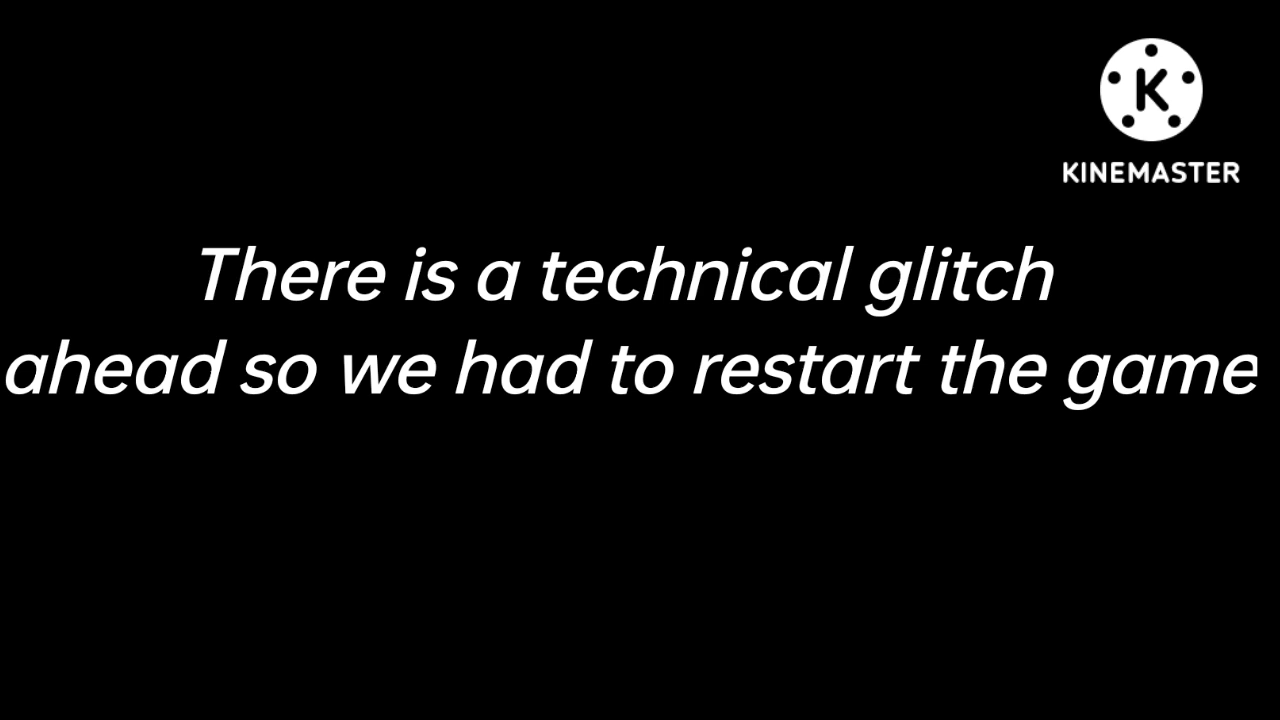 K
KINEMASTER
There is a technical glitch
ahead so we had to restart the game